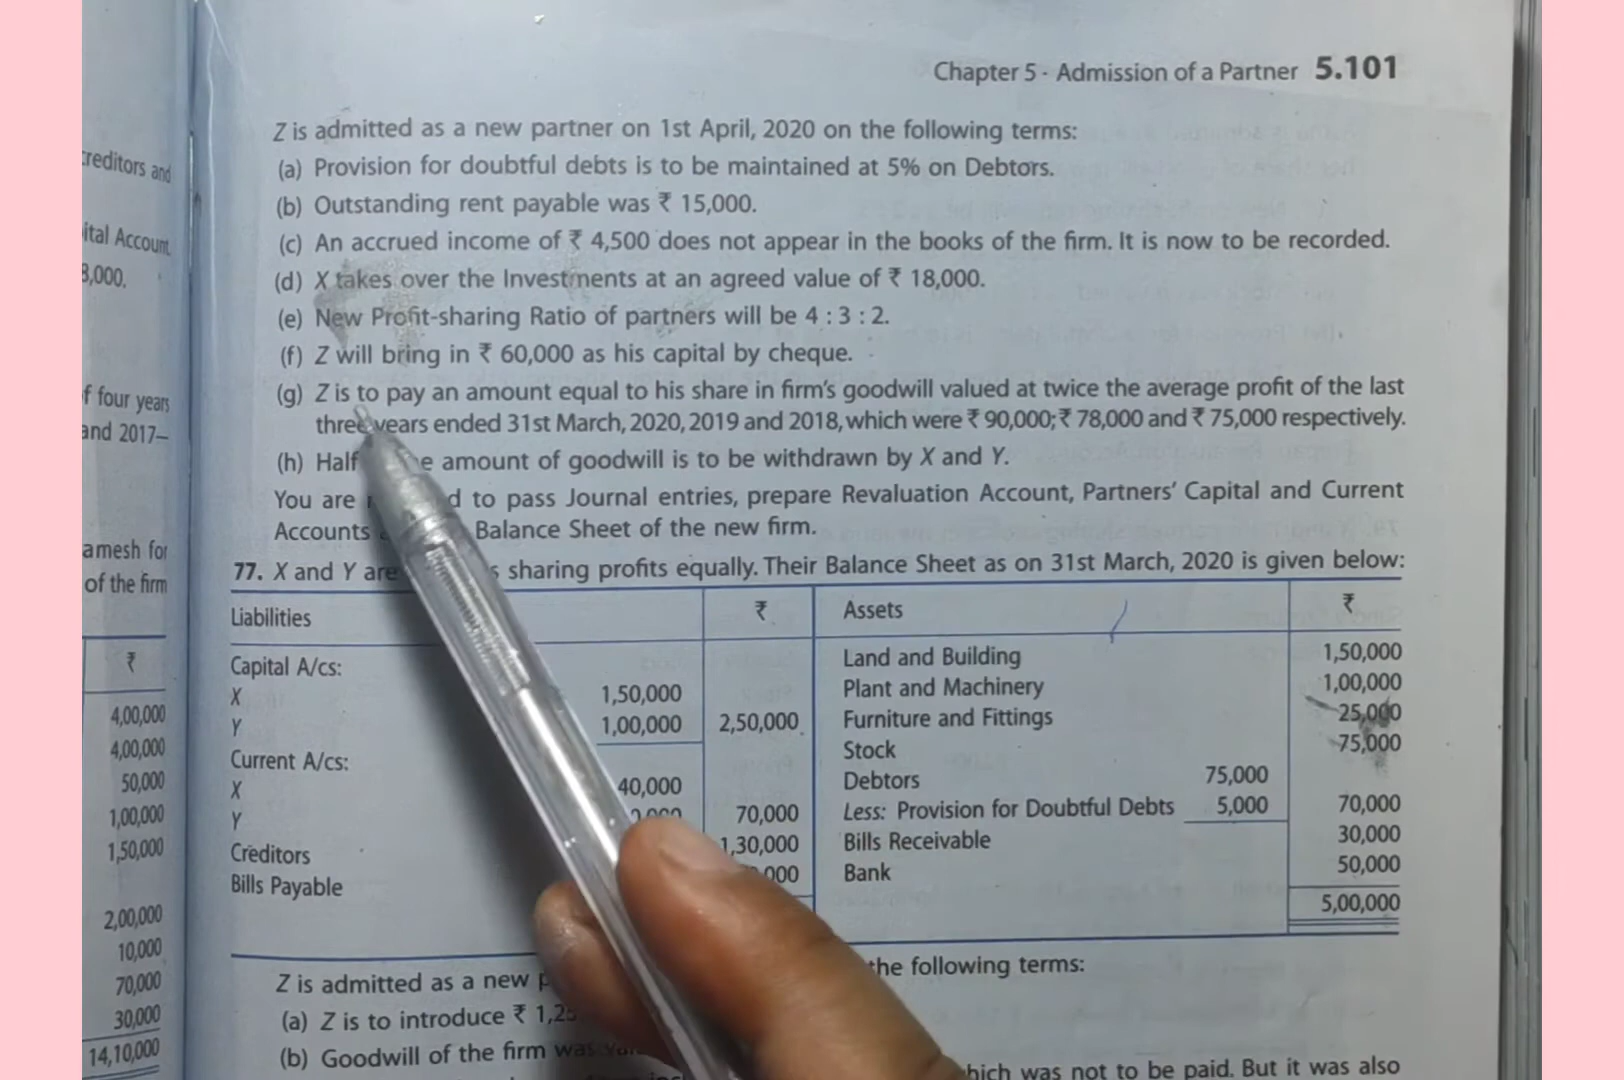 Chapter 5 · Admission of a Partner 5.101
Z is admitted as a new partner on 1st April, 2020 on the following terms:
(a) Provision for doubtful debts is to be maintained at 5% on Debtors.
(b) Outstanding rent payable was ₹ 15,000.
(c) An accrued income of ₹ 4,500 does not appear in the books of the firm. It is now to be recorded.
(d) X takes over the Investments at an agreed value of ₹ 18,000.
(e) New Profit-sharing Ratio of partners will be 4 : 3 : 2.
(f) Z will bring in ₹ 60,000 as his capital by cheque.
(g) Z is to pay an amount equal to his share in firm's goodwill valued at twice the average profit of the last
three years ended 31st March, 2020, 2019 and 2018, which were ₹ 90,000; ₹ 78,000 and ₹ 75,000 respectively.
(h) Half amount of goodwill is to be withdrawn by X and Y.
You are to pass Journal entries, prepare Revaluation Account, Partners' Capital and Current
Accounts Balance Sheet of the new firm.
77. X and Y are sharing profits equally. Their Balance Sheet as on 31st March, 2020 is given below:
Liabilities ₹ Assets ₹
Capital A/cs: Land and Building 1,50,000
X 1,50,000 Plant and Machinery 1,00,000
Y 1,00,000 2,50,000 Furniture and Fittings 25,000
Current A/cs: Stock 75,000
X 40,000 Debtors 75,000
Y 70,000 Less: Provision for Doubtful Debts 5,000 70,000
Creditors 1,30,000 Bills Receivable 30,000
Bills Payable Bank 50,000
5,00,000
Z is admitted as a new the following terms:
(a) Z is to introduce ₹
(b) Goodwill of the firm was
which was not to be paid. But it was also
creditors and
ital Account
3,000.
f four years
and 2017–
amesh for
of the firm
₹
4,00,000
4,00,000
50,000
1,00,000
1,50,000
2,00,000
10,000
70,000
30,000
14,10,000